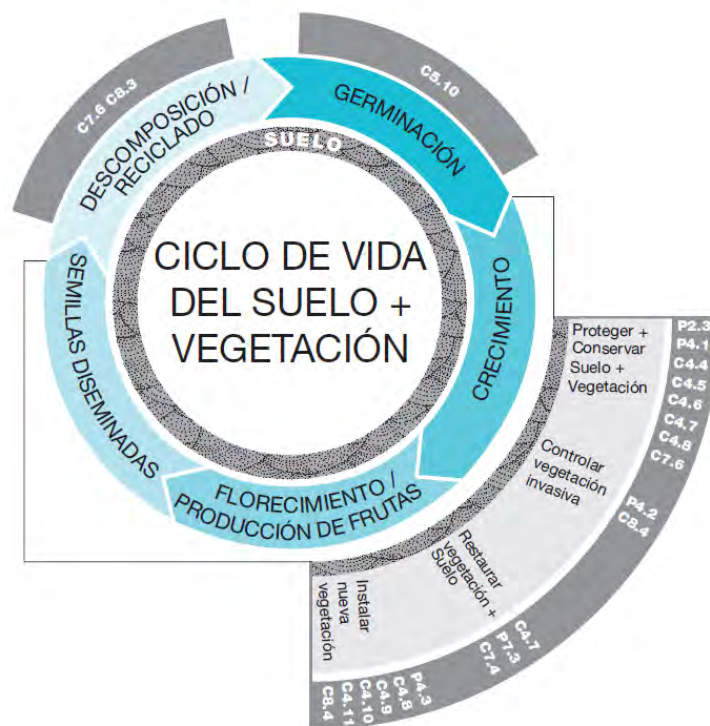 CICLO DE VIDA
DEL SUELO +
VEGETACIÓN
SUELO
C5.10
GERMINACIÓN
CRECIMIENTO
FLORECIMIENTO /
PRODUCCIÓN DE FRUTAS
SEMILLAS DISEMINADAS
DESCOMPOSICIÓN /
RECICLADO
C7.6 C8.3
Proteger +
Conservar
Suelo +
Vegetación
P2.3
P4.1
C4.4
C4.5
C4.6
C4.7
C4.8
C7.6
Controlar
vegetación
invasiva
P4.2
C8.4
Restaurar
vegetación +
Suelo
C4.7
P7.3
C7.4
Instalar
nueva
vegetación
P4.3
C4.8
C4.9
C4.10
C4.11
C8.4